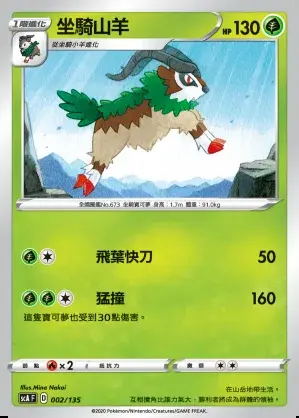 1階進化
坐騎山羊
HP 130
從坐騎小羊進化
全國圖鑑No.673 坐騎寶可夢 身高：1.7m 體重：91.0kg
飛葉快刀 50
猛撞 160
這隻寶可夢也受到30點傷害。
弱點 ×2 抵抗力 撤退
Illus.Mina Nakai
scA F D 002/135
在山岳地帶生活。
互相撞角比誰力氣大，勝利者將成為群體的領袖。
©2020 Pokémon/Nintendo/Creatures/GAME FREAK.